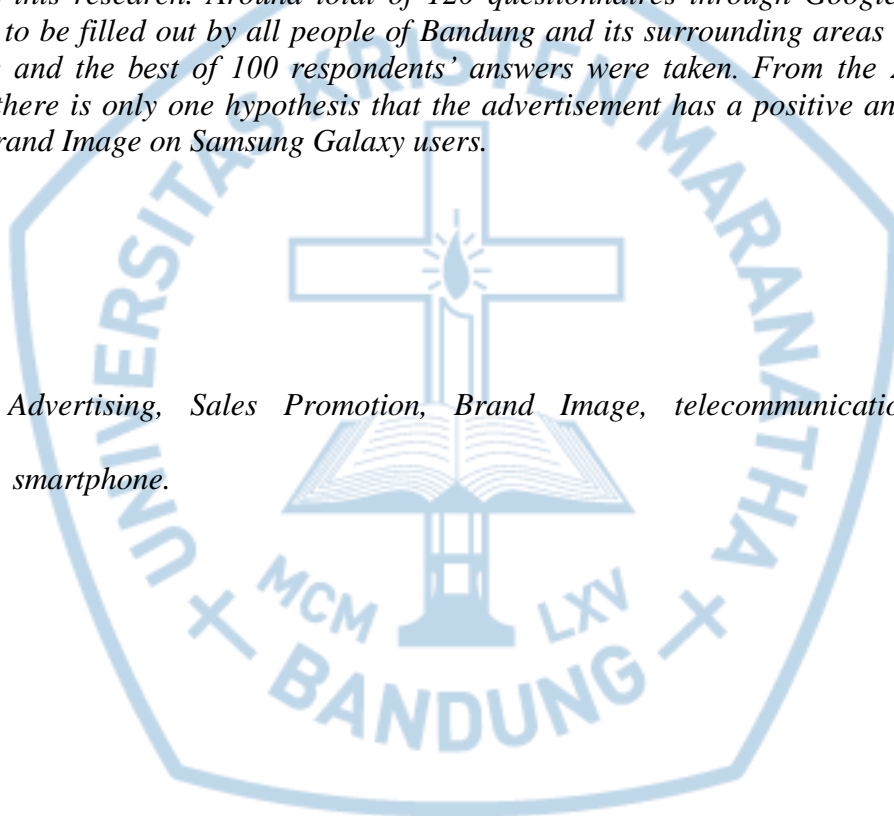 this research. Around total of 120 questionnaires through Google
to be filled out by all people of Bandung and its surrounding areas
and the best of 100 respondents' answers were taken. From the
there is only one hypothesis that the advertisement has a positive an
rand Image on Samsung Galaxy users.
UNIVERSITAS KRISTEN MARANATHA
Advertising, Sales Promotion, Brand Image, telecommunicatio
smartphone.
MCM LXV
BANDUNG